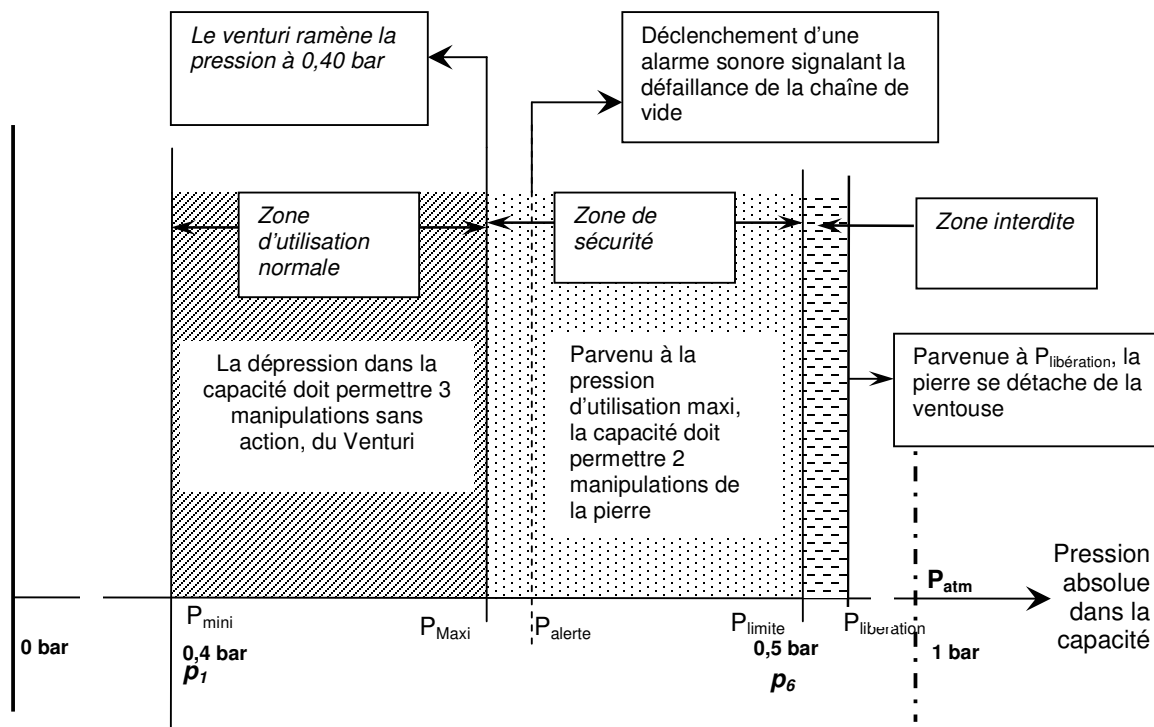 Le venturi ramène la
pression à 0,40 bar
Déclenchement d'une
alarme sonore signalant la
défaillance de la chaîne de
vide
Zone
d'utilisation
normale
Zone de
sécurité
Zone interdite
La dépression dans la
capacité doit permettre 3
manipulations sans
action, du Venturi
Parvenu à la
pression
d'utilisation maxi,
la capacité doit
permettre 2
manipulations de
la pierre
Parvenue à Plibération, la
pierre se détache de la
ventouse
Pression
absolue
dans la
capacité
Patm
Pmini
PMaxi
Palerte
Plimite
Plibération
0 bar
0,4 bar
0,5 bar
1 bar
p1
p6